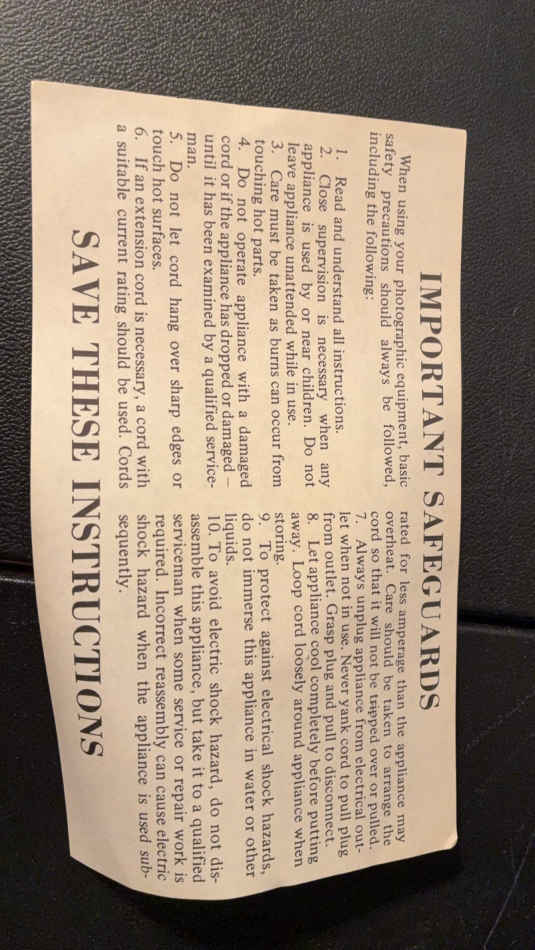 IMPORTANT SAFEGUARDS
When using your photographic equipment, basic
safety precautions should always be followed,
including the following:
1. Read and understand all instructions.
2. Close supervision is necessary when any
appliance is used by or near children. Do not
leave appliance unattended while in use.
3. Care must be taken as burns can occur from
touching hot parts.
4. Do not operate appliance with a damaged
cord or if the appliance has dropped or damaged –
until it has been examined by a qualified service-
man.
5. Do not let cord hang over sharp edges or
touch hot surfaces.
6. If an extension cord is necessary, a cord with
a suitable current rating should be used. Cords
rated for less amperage than the appliance may
overheat. Care should be taken to arrange the
cord so that it will not be tripped over or pulled.
7. Always unplug appliance from electrical out-
let when not in use. Never yank cord to pull plug
from outlet. Grasp plug and pull to disconnect.
8. Let appliance cool completely before putting
away. Loop cord loosely around appliance when
storing.
9. To protect against electrical shock hazards,
do not immerse this appliance in water or other
liquids.
10. To avoid electric shock hazard, do not dis-
assemble this appliance, but take it to a qualified
serviceman when some service or repair work is
required. Incorrect reassembly can cause electric
shock hazard when the appliance is used sub-
sequently.
SAVE THESE INSTRUCTIONS